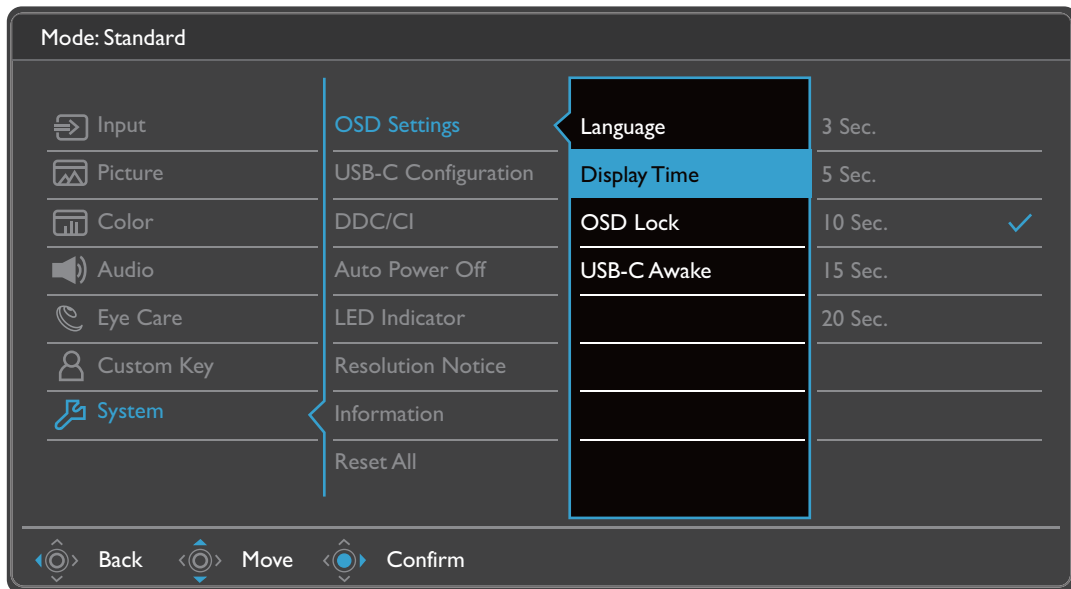 Mode: Standard
Input
Picture
Color
Audio
Eye Care
Custom Key
System
OSD Settings
USB-C Configuration
DDC/CI
Auto Power Off
LED Indicator
Resolution Notice
Information
Reset All
Language
Display Time
OSD Lock
USB-C Awake
3 Sec.
5 Sec.
10 Sec.
15 Sec.
20 Sec.
Back Move Confirm